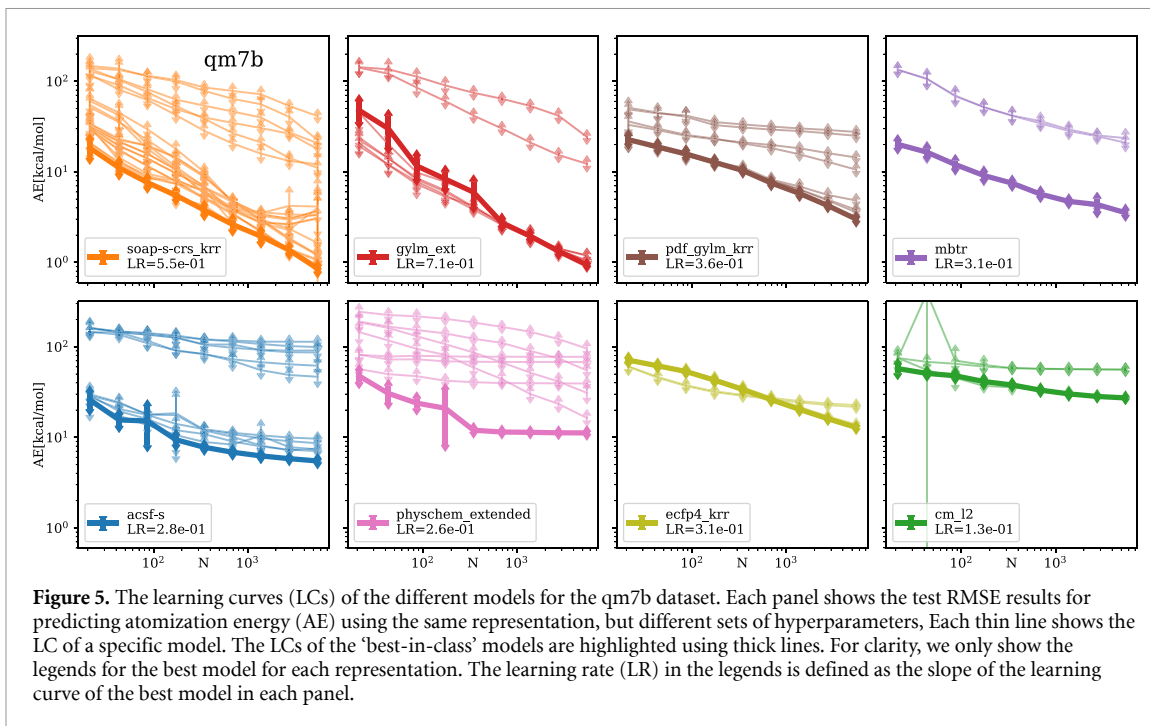 qm7b
AE[kcal/mol]
10²
10¹
10⁰
soap-s-crs_krr
LR=5.5e-01
gylm_ext
LR=7.1e-01
pdf_gylm_krr
LR=3.6e-01
mbtr
LR=3.1e-01
AE[kcal/mol]
10²
10¹
10⁰
acsf-s
LR=2.8e-01
physchem_extended
LR=2.6e-01
ecfp4_krr
LR=3.1e-01
cm_l2
LR=1.3e-01
10² N 10³
10² N 10³
10² N 10³
10² N 10³
Figure 5. The learning curves (LCs) of the different models for the qm7b dataset. Each panel shows the test RMSE results for
predicting atomization energy (AE) using the same representation, but different sets of hyperparameters, Each thin line shows the
LC of a specific model. The LCs of the ‘best-in-class’ models are highlighted using thick lines. For clarity, we only show the
legends for the best model for each representation. The learning rate (LR) in the legends is defined as the slope of the learning
curve of the best model in each panel.